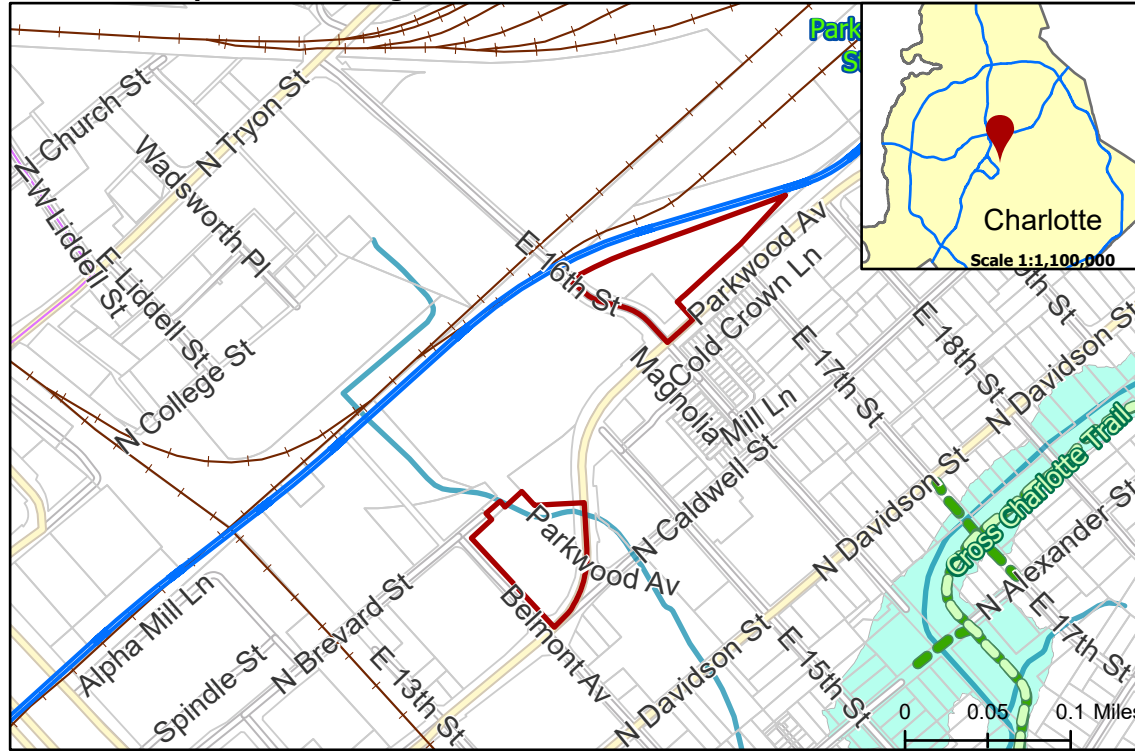 Park
S
N Church St
N Tryon St
Wadsworth Pl
N W Liddell St
E Liddell St
N College St
E 16th St
Parkwood Av
Cold Crown Ln
Magnolia
Mill Ln
E 17th St
E 18th St
N Davidson St
Charlotte
Scale 1:1,100,000
N Caldwell St
N Davidson St
Cross Charlotte Trail
N Alexander St
Parkwood Av
Belmont Av
N Brevard St
Alpha Mill Ln
Spindle St
E 13th St
N Davidson St
E 15th St
E 17th St
0 0.05 0.1 Miles